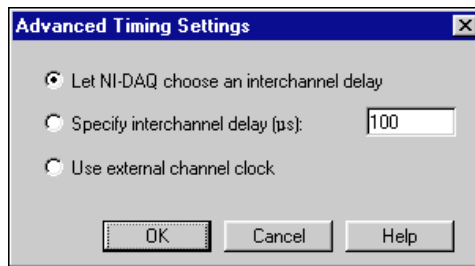 Advanced Timing Settings
Let NI-DAQ choose an interchannel delay
Specify interchannel delay (µs): 100
Use external channel clock
OK Cancel Help